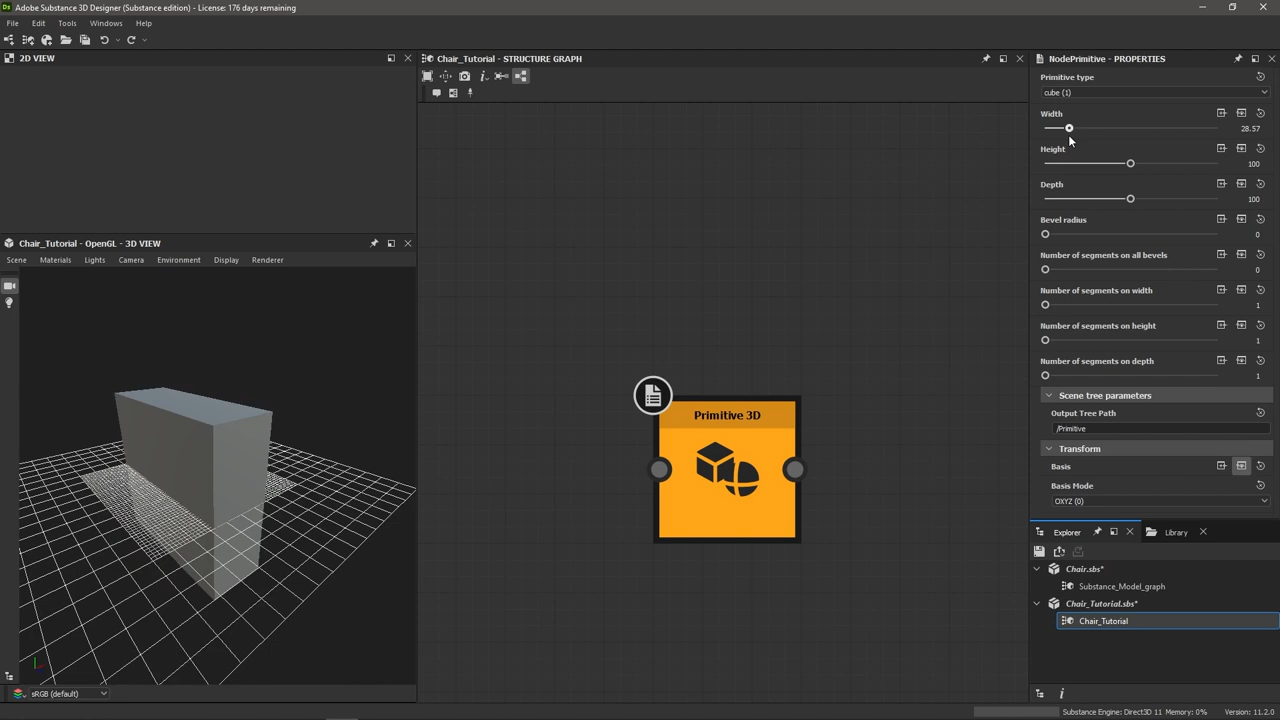 Ds Adobe Substance 3D Designer (Substance edition) - License: 176 days remaining
File Edit Tools Windows Help
2D VIEW
Chair_Tutorial - STRUCTURE GRAPH
NodePrimitive - PROPERTIES
Primitive type
cube (1)
Width
28.57
Height
100
Depth
100
Bevel radius
0
Number of segments on all bevels
0
Number of segments on width
1
Number of segments on height
1
Number of segments on depth
1
Scene tree parameters
Output Tree Path
/Primitive
Transform
Basis
Basis Mode
OXYZ (0)
Chair_Tutorial - OpenGL - 3D VIEW
Scene Materials Lights Camera Environment Display Renderer
Primitive 3D
Explorer Library
Chair.sbs*
Substance_Model_graph
Chair_Tutorial.sbs*
Chair_Tutorial
sRGB (default)
Substance Engine: Direct3D 11 Memory: 0% Version: 11.2.0